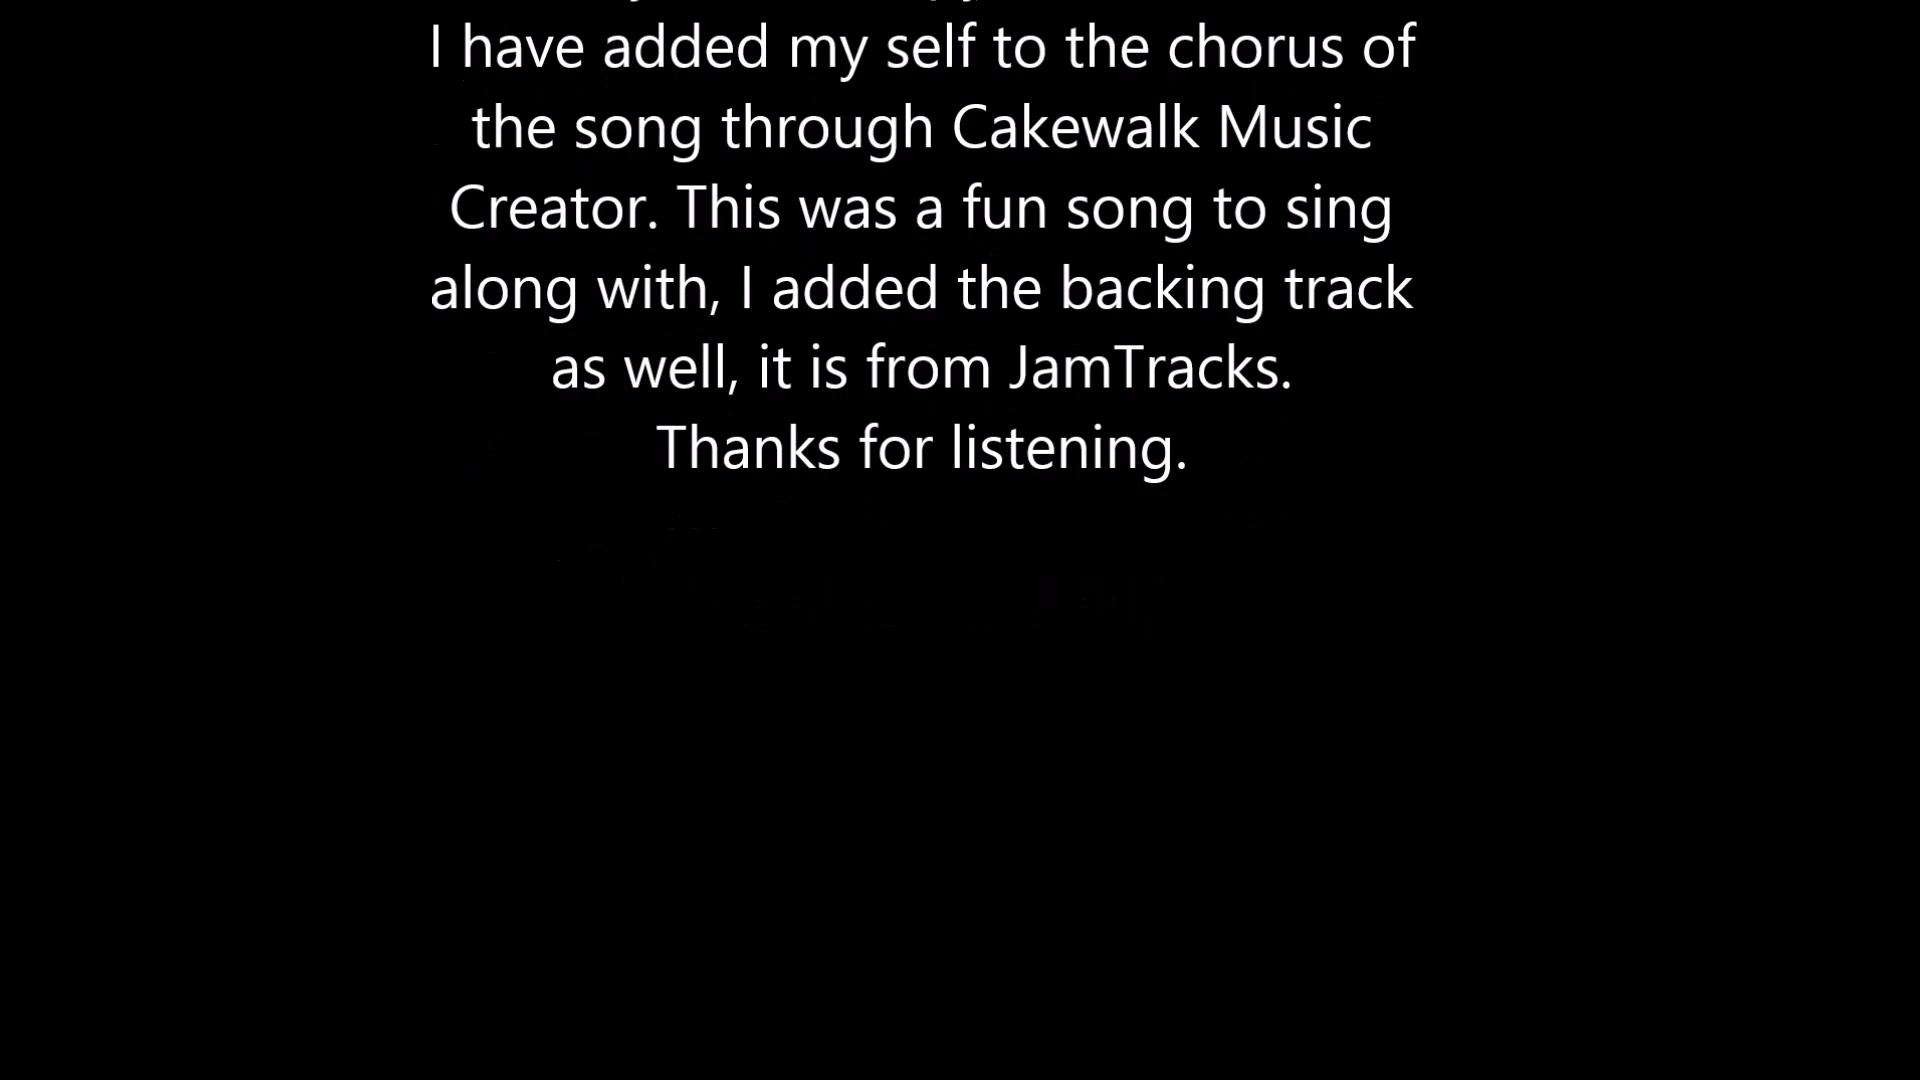 I have added my self to the chorus of
the song through Cakewalk Music
Creator. This was a fun song to sing
along with, I added the backing track
as well, it is from JamTracks.
Thanks for listening.